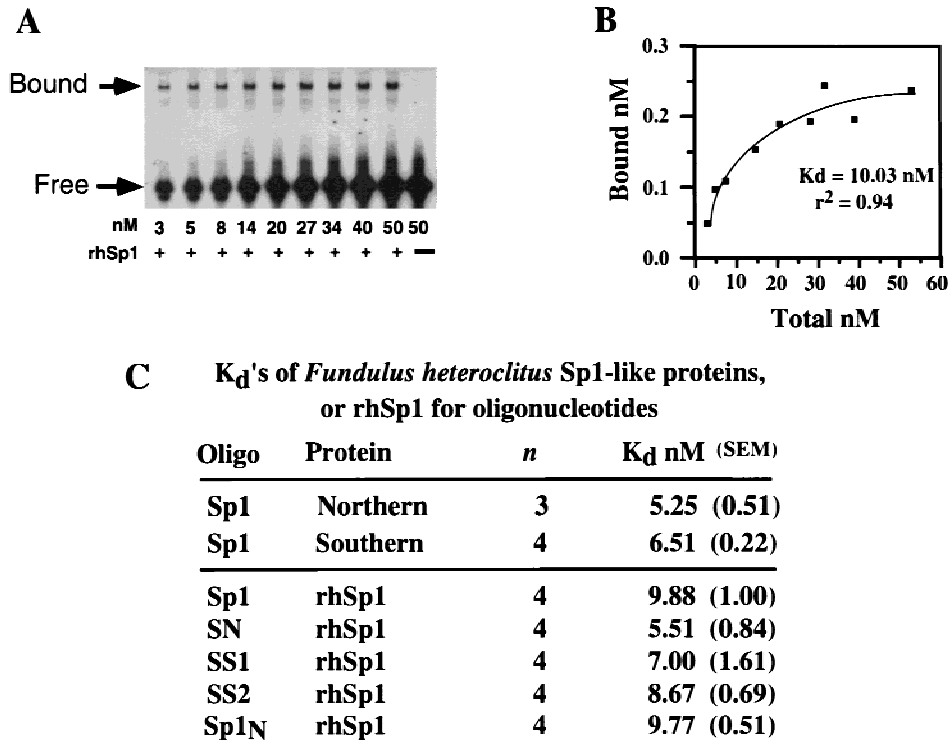 A
Bound
Free
nM 3 5 8 14 20 27 34 40 50 50
rhSp1 + + + + + + + + + −
B
0.3
0.2
0.1
0.0
Bound nM
Kd = 10.03 nM
r² = 0.94
0 10 20 30 40 50 60
Total nM
C
Kd's of Fundulus heteroclitus Sp1-like proteins,
or rhSp1 for oligonucleotides
Oligo Protein n Kd nM (SEM)
Sp1 Northern 3 5.25 (0.51)
Sp1 Southern 4 6.51 (0.22)
Sp1 rhSp1 4 9.88 (1.00)
SN rhSp1 4 5.51 (0.84)
SS1 rhSp1 4 7.00 (1.61)
SS2 rhSp1 4 8.67 (0.69)
Sp1N rhSp1 4 9.77 (0.51)